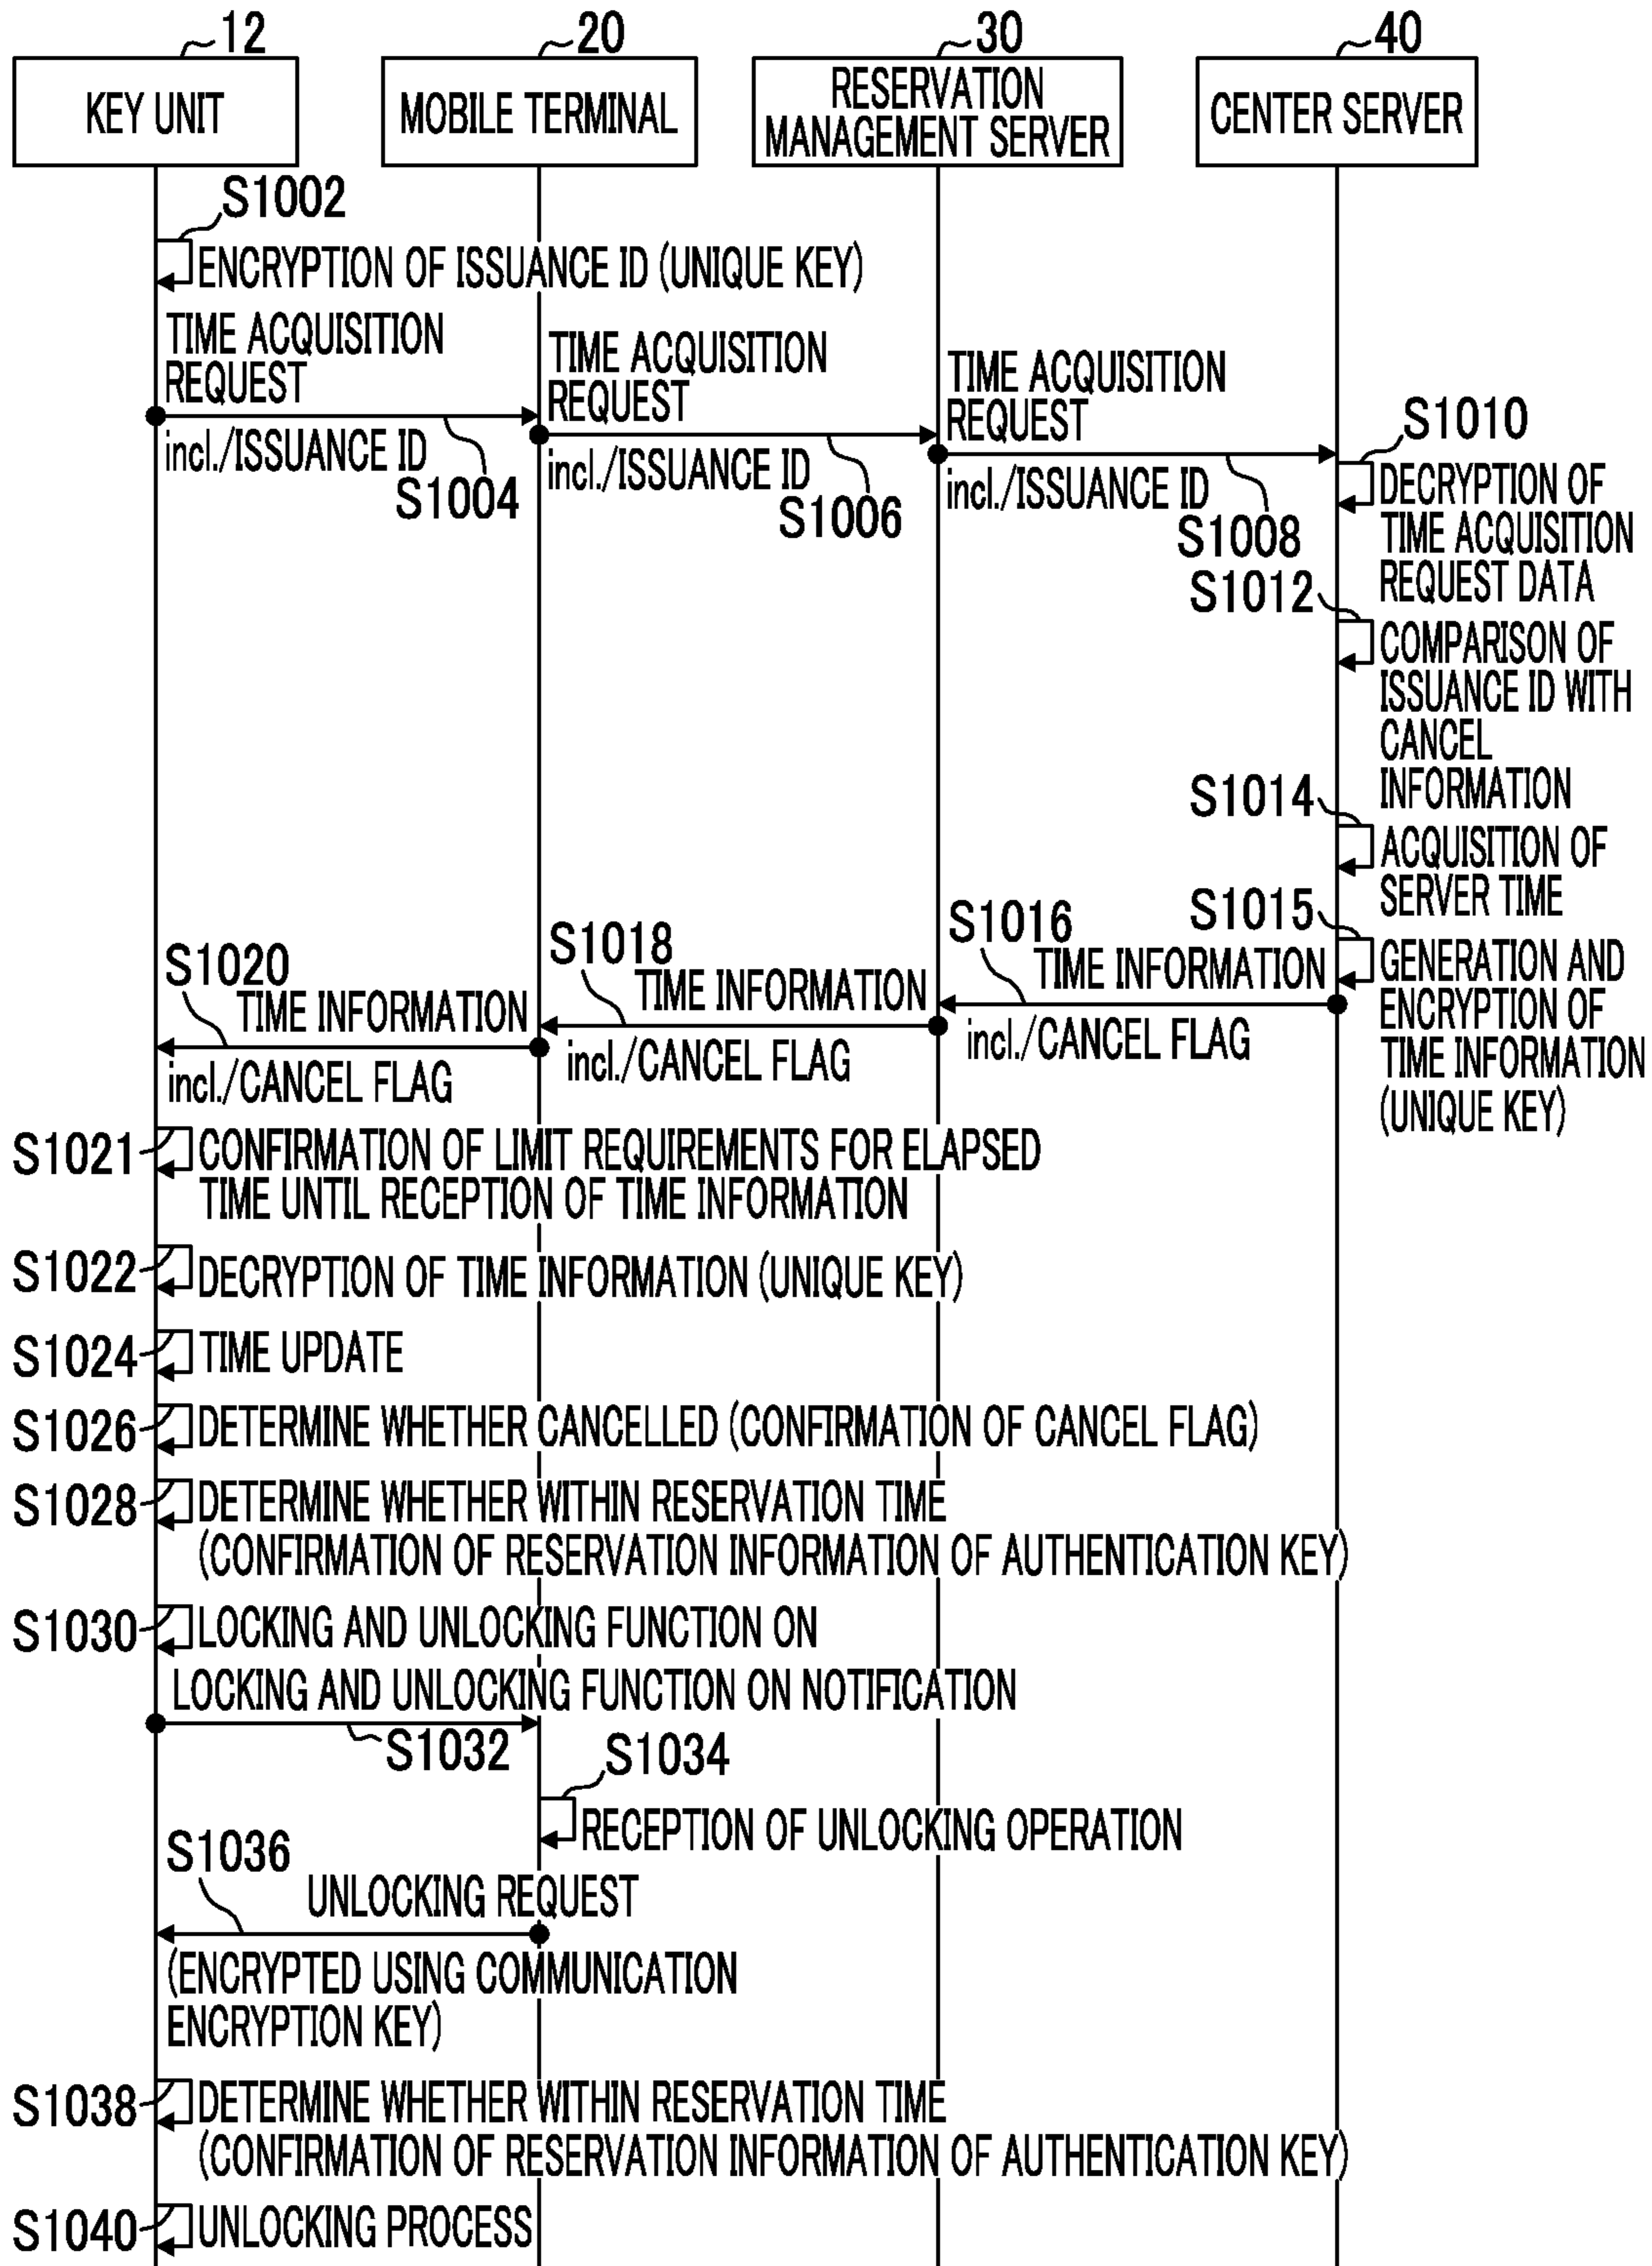 12
20
30
40
KEY UNIT
MOBILE TERMINAL
RESERVATION
MANAGEMENT SERVER
CENTER SERVER
S1002
ENCRYPTION OF ISSUANCE ID (UNIQUE KEY)
TIME ACQUISITION
REQUEST
incl./ISSUANCE ID
S1004
TIME ACQUISITION
REQUEST
incl./ISSUANCE ID
S1006
TIME ACQUISITION
REQUEST
incl./ISSUANCE ID
S1008
S1010
DECRYPTION OF
TIME ACQUISITION
REQUEST DATA
S1012
COMPARISON OF
ISSUANCE ID WITH
CANCEL
INFORMATION
S1014
ACQUISITION OF
SERVER TIME
S1015
GENERATION AND
ENCRYPTION OF
TIME INFORMATION
(UNIQUE KEY)
S1016
TIME INFORMATION
incl./CANCEL FLAG
S1018
TIME INFORMATION
incl./CANCEL FLAG
S1020
TIME INFORMATION
incl./CANCEL FLAG
S1021
CONFIRMATION OF LIMIT REQUIREMENTS FOR ELAPSED
TIME UNTIL RECEPTION OF TIME INFORMATION
S1022
DECRYPTION OF TIME INFORMATION (UNIQUE KEY)
S1024
TIME UPDATE
S1026
DETERMINE WHETHER CANCELLED (CONFIRMATION OF CANCEL FLAG)
S1028
DETERMINE WHETHER WITHIN RESERVATION TIME
(CONFIRMATION OF RESERVATION INFORMATION OF AUTHENTICATION KEY)
S1030
LOCKING AND UNLOCKING FUNCTION ON
LOCKING AND UNLOCKING FUNCTION ON NOTIFICATION
S1032
S1034
RECEPTION OF UNLOCKING OPERATION
S1036
UNLOCKING REQUEST
(ENCRYPTED USING COMMUNICATION
ENCRYPTION KEY)
S1038
DETERMINE WHETHER WITHIN RESERVATION TIME
(CONFIRMATION OF RESERVATION INFORMATION OF AUTHENTICATION KEY)
S1040
UNLOCKING PROCESS